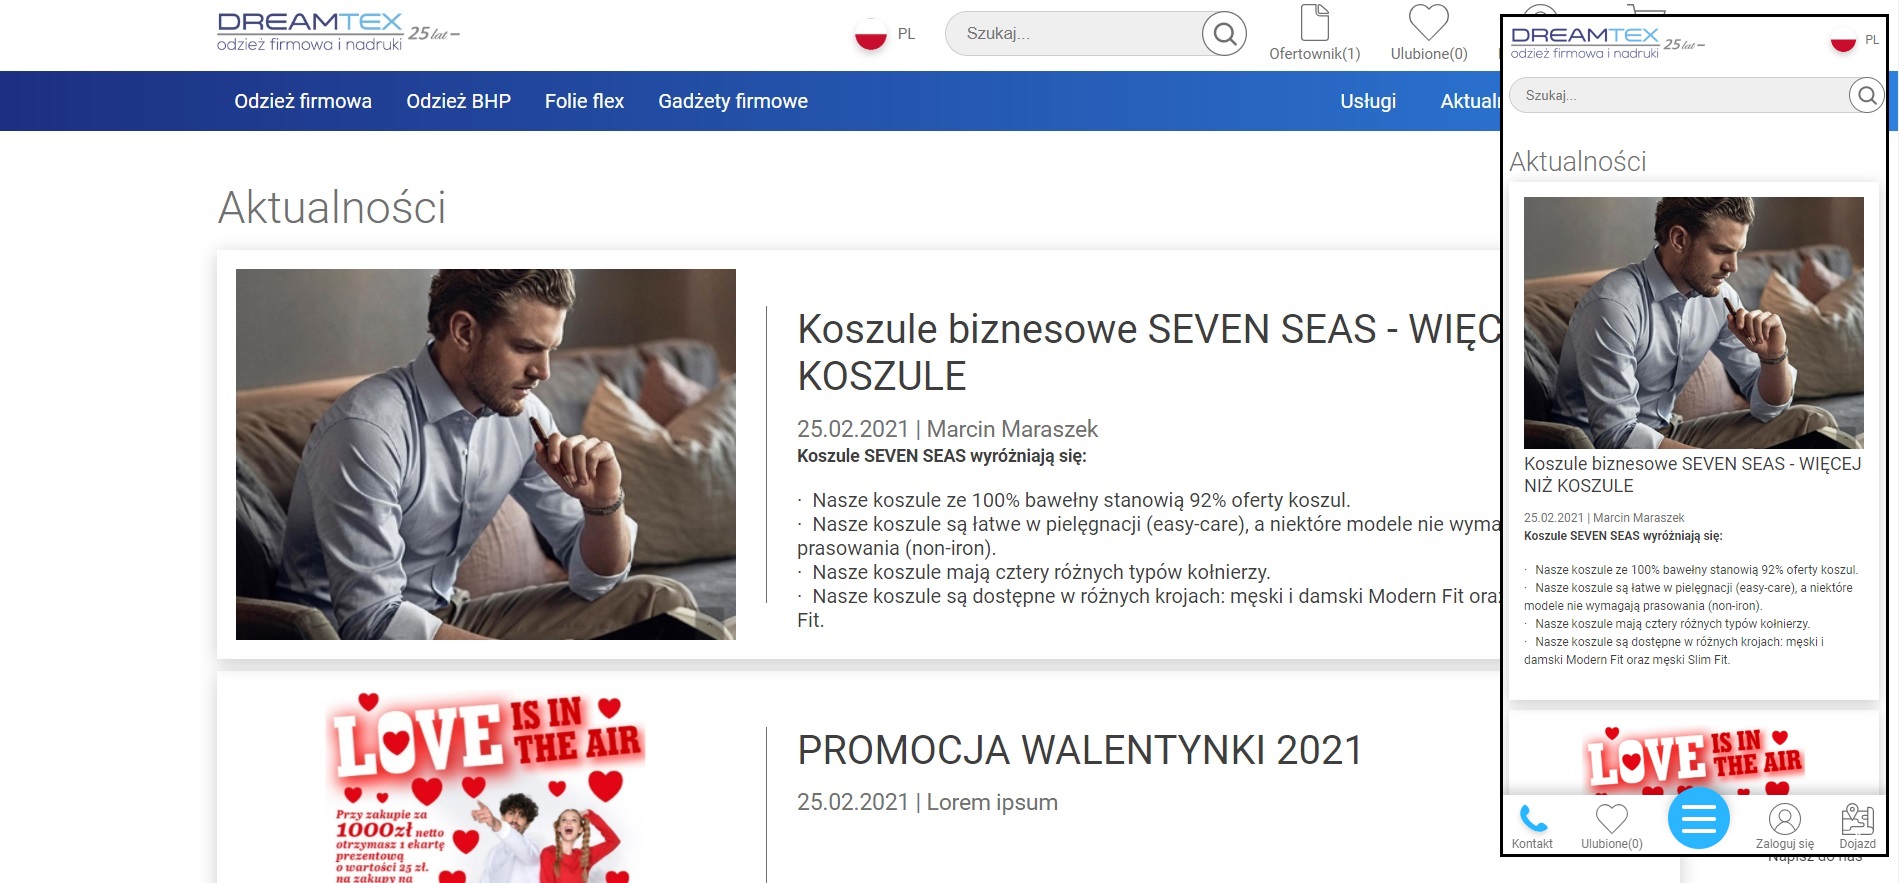 DREAMTEX 25 lat
odzież firmowa i nadruki
PL
Szukaj...
Ofertownik(1)
Ulubione(0)
Odzież firmowa
Odzież BHP
Folie flex
Gadżety firmowe
Usługi
Aktualności
Koszule biznesowe SEVEN SEAS - WIĘC
KOSZULE
25.02.2021 | Marcin Maraszek
Koszule SEVEN SEAS wyróżniają się:
· Nasze koszule ze 100% bawełny stanowią 92% oferty koszul.
· Nasze koszule są łatwe w pielęgnacji (easy-care), a niektóre modele nie wyma
prasowania (non-iron).
· Nasze koszule mają cztery różnych typów kołnierzy.
· Nasze koszule są dostępne w różnych krojach: męski i damski Modern Fit ora
Fit.
LOVE IS IN
THE AIR
Przy zakupie za
1000zł netto
otrzymasz 1 ekartę
prezentową
o wartości 25 zł.
na zakupy na
PROMOCJA WALENTYNKI 2021
25.02.2021 | Lorem ipsum
DREAMTEX 25 lat
odzież firmowa i nadruki
PL
Szukaj...
Aktualności
Koszule biznesowe SEVEN SEAS - WIĘCEJ
NIŻ KOSZULE
25.02.2021 | Marcin Maraszek
Koszule SEVEN SEAS wyróżniają się:
· Nasze koszule ze 100% bawełny stanowią 92% oferty koszul.
· Nasze koszule są łatwe w pielęgnacji (easy-care), a niektóre
modele nie wymagają prasowania (non-iron).
· Nasze koszule mają cztery różnych typów kołnierzy.
· Nasze koszule są dostępne w różnych krojach: męski i
damski Modern Fit oraz męski Slim Fit.
LOVE IS IN
THE AIR
Kontakt
Ulubione(0)
Zaloguj się
Dojazd